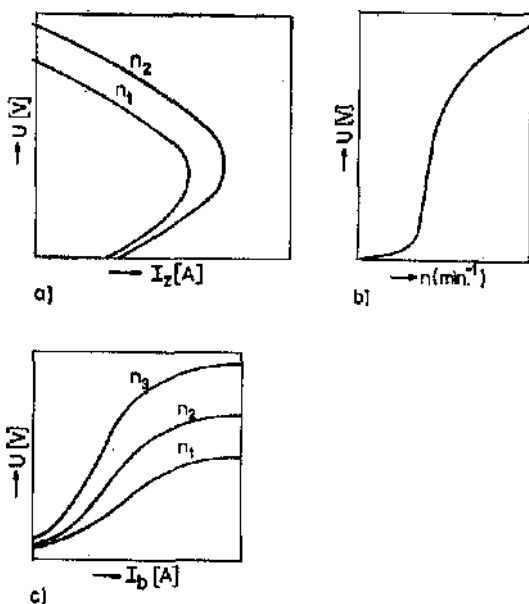 n₂
n₁
→ U [V]
→ I_z [A]
a)
→ U [V]
→ n (min.⁻¹)
b)
n₃
n₂
n₁
→ U [V]
→ I_b [A]
c)